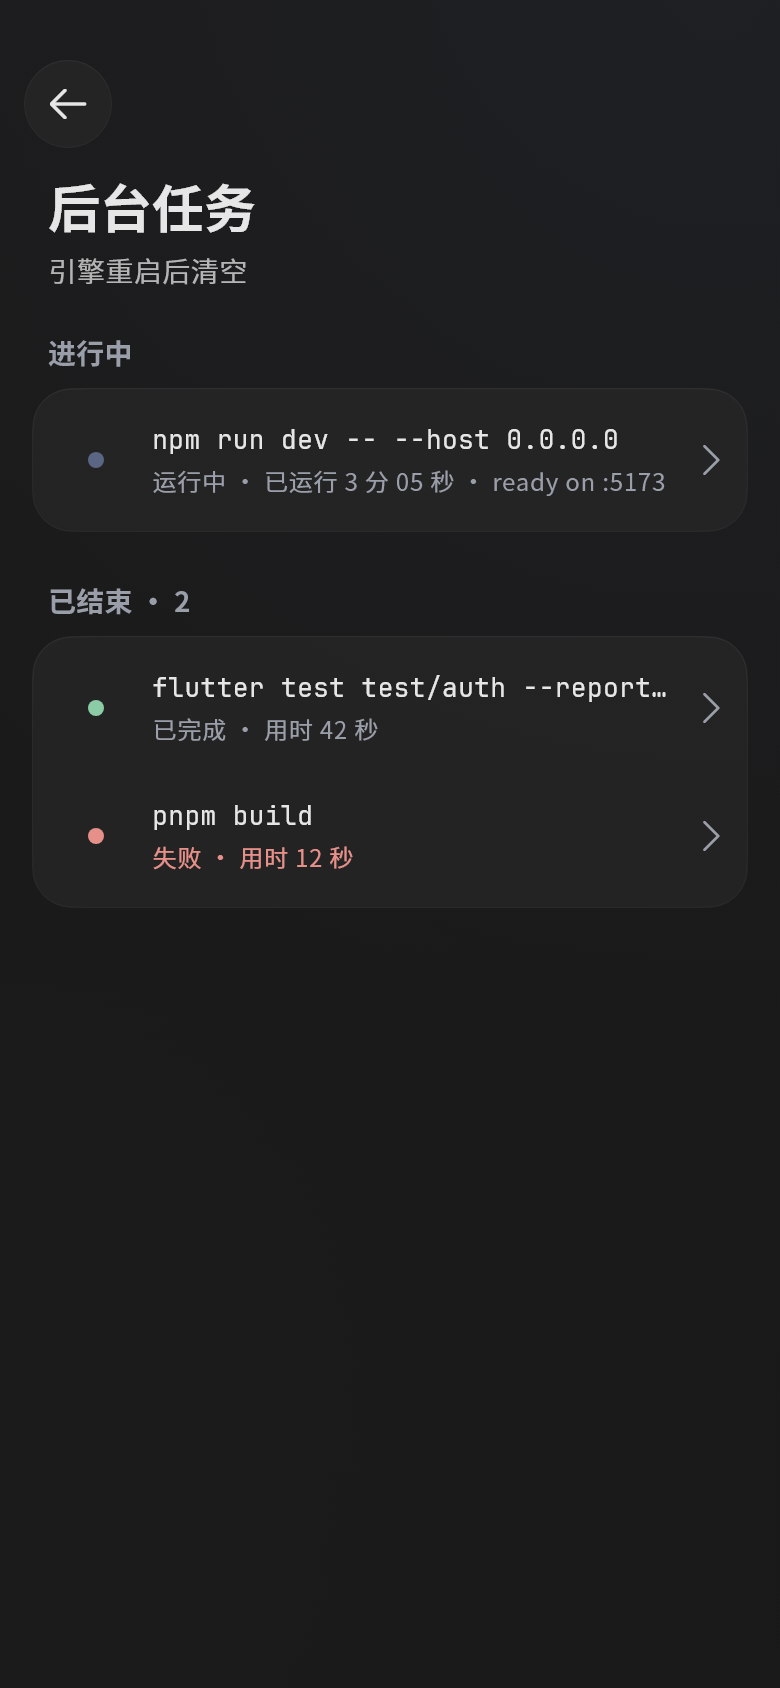 后台任务
引擎重启后清空
进行中
npm run dev -- --host 0.0.0.0
运行中 · 已运行 3 分 05 秒 · ready on :5173
已结束 · 2
flutter test test/auth --report…
已完成 · 用时 42 秒
pnpm build
失败 · 用时 12 秒